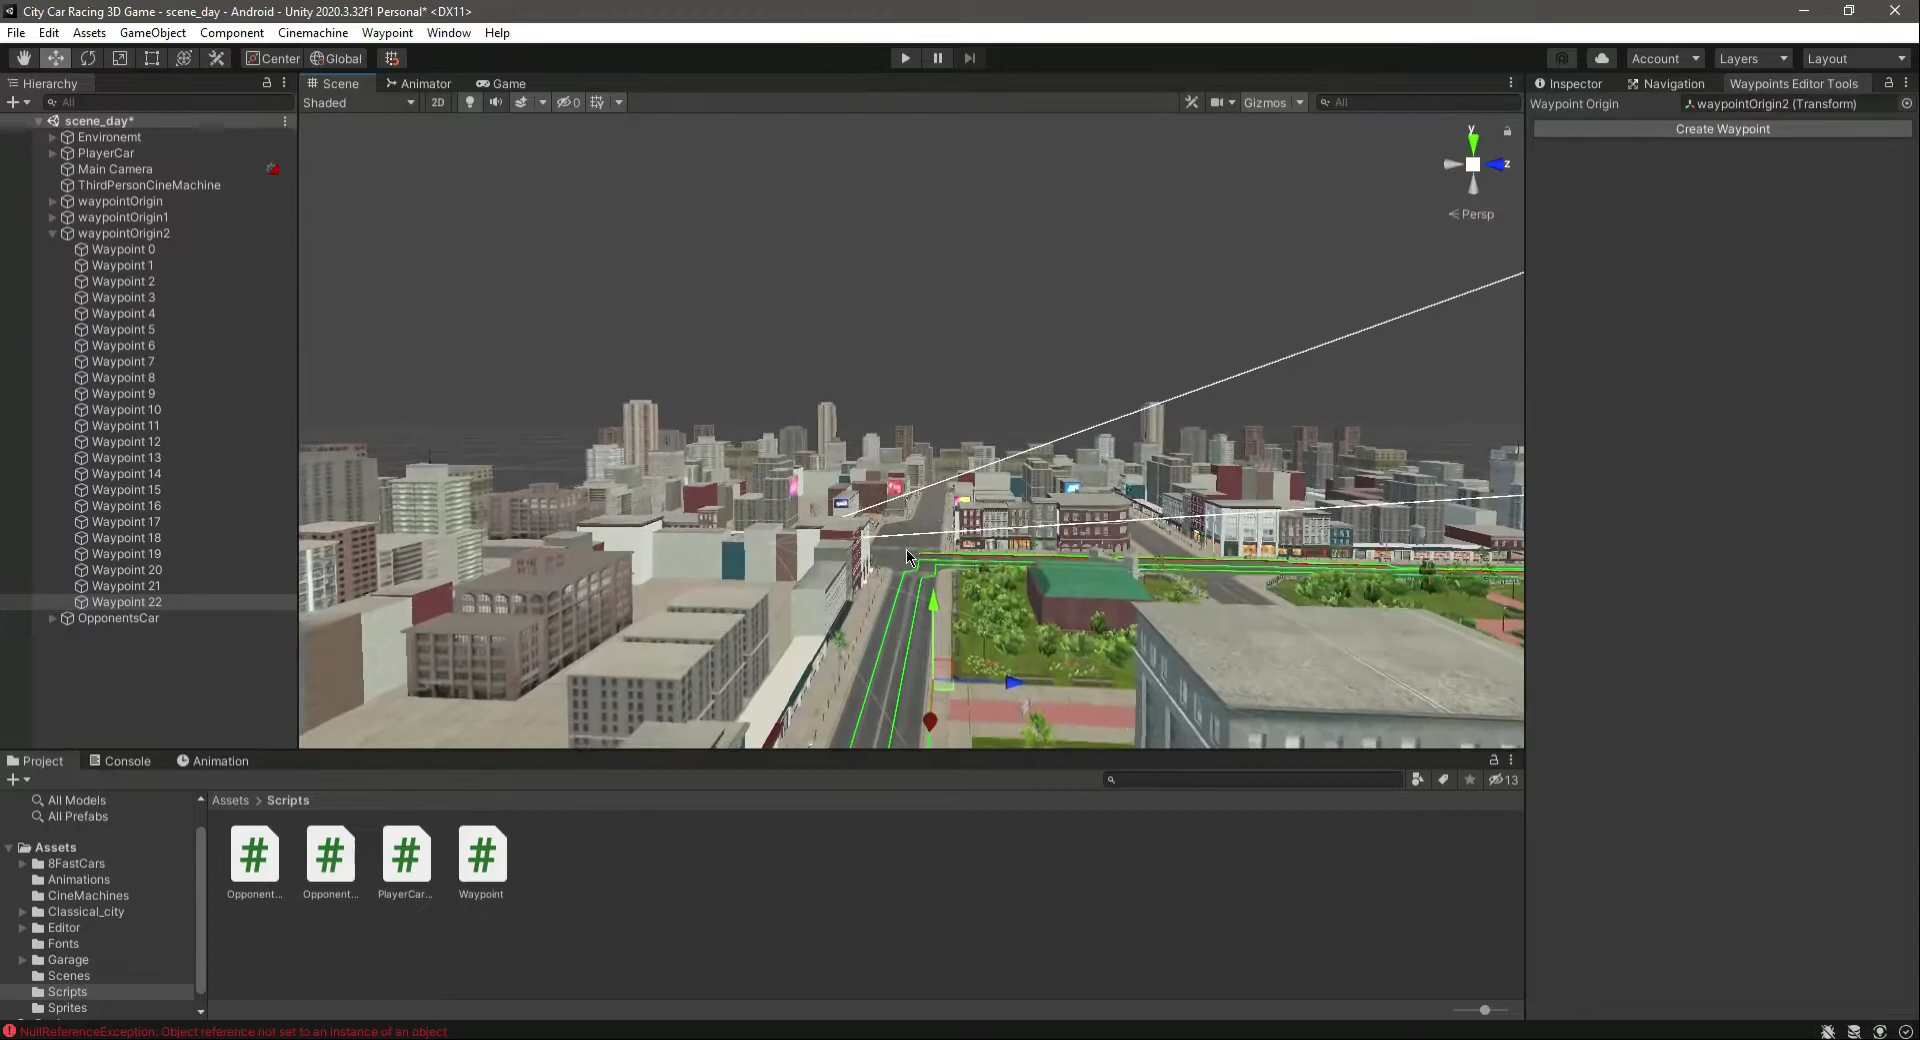 City Car Racing 3D Game - scene_day - Android - Unity 2020.3.32f1 Personal* <DX11>
File Edit Assets GameObject Component Cinemachine Waypoint Window Help
Center Global Account Layers Layout
Hierarchy
All
scene_day*
Environemt
PlayerCar
Main Camera
ThirdPersonCineMachine
waypointOrigin
waypointOrigin1
waypointOrigin2
Waypoint 0
Waypoint 1
Waypoint 2
Waypoint 3
Waypoint 4
Waypoint 5
Waypoint 6
Waypoint 7
Waypoint 8
Waypoint 9
Waypoint 10
Waypoint 11
Waypoint 12
Waypoint 13
Waypoint 14
Waypoint 15
Waypoint 16
Waypoint 17
Waypoint 18
Waypoint 19
Waypoint 20
Waypoint 21
Waypoint 22
OpponentsCar
Scene Animator Game
Shaded 2D 0 Gizmos All
y
z
Persp
Inspector Navigation Waypoints Editor Tools
Waypoint Origin waypointOrigin2 (Transform)
Create Waypoint
Project Console Animation
13
All Models
All Prefabs
Assets
8FastCars
Animations
CineMachines
Classical_city
Editor
Fonts
Garage
Scenes
Scripts
Sprites
Assets > Scripts
Opponent... Opponent... PlayerCar... Waypoint
NullReferenceException: Object reference not set to an instance of an object